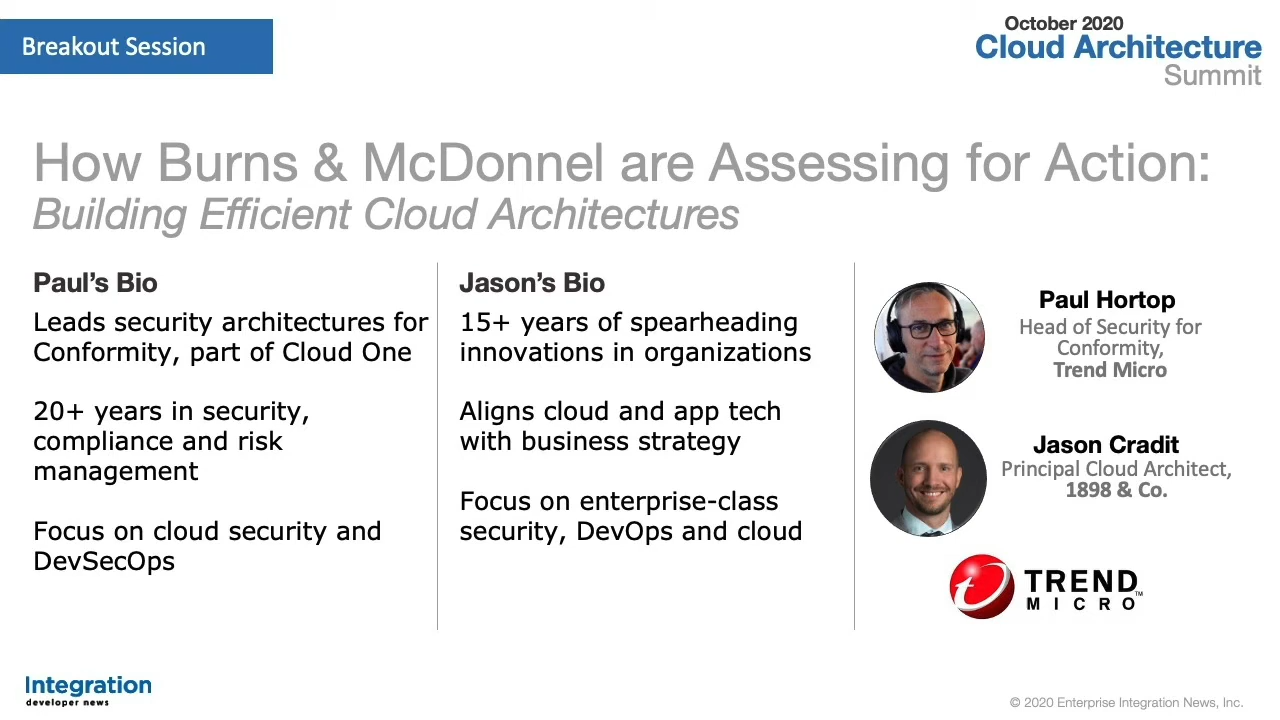 Breakout Session
October 2020
Cloud Architecture
Summit
How Burns & McDonnel are Assessing for Action:
Building Efficient Cloud Architectures
Paul's Bio
Leads security architectures for
Conformity, part of Cloud One
20+ years in security,
compliance and risk
management
Focus on cloud security and
DevSecOps
Jason's Bio
15+ years of spearheading
innovations in organizations
Aligns cloud and app tech
with business strategy
Focus on enterprise-class
security, DevOps and cloud
Paul Hortop
Head of Security for
Conformity,
Trend Micro
Jason Cradit
Principal Cloud Architect,
1898 & Co.
TREND
MICRO™
Integration
developer news
© 2020 Enterprise Integration News, Inc.